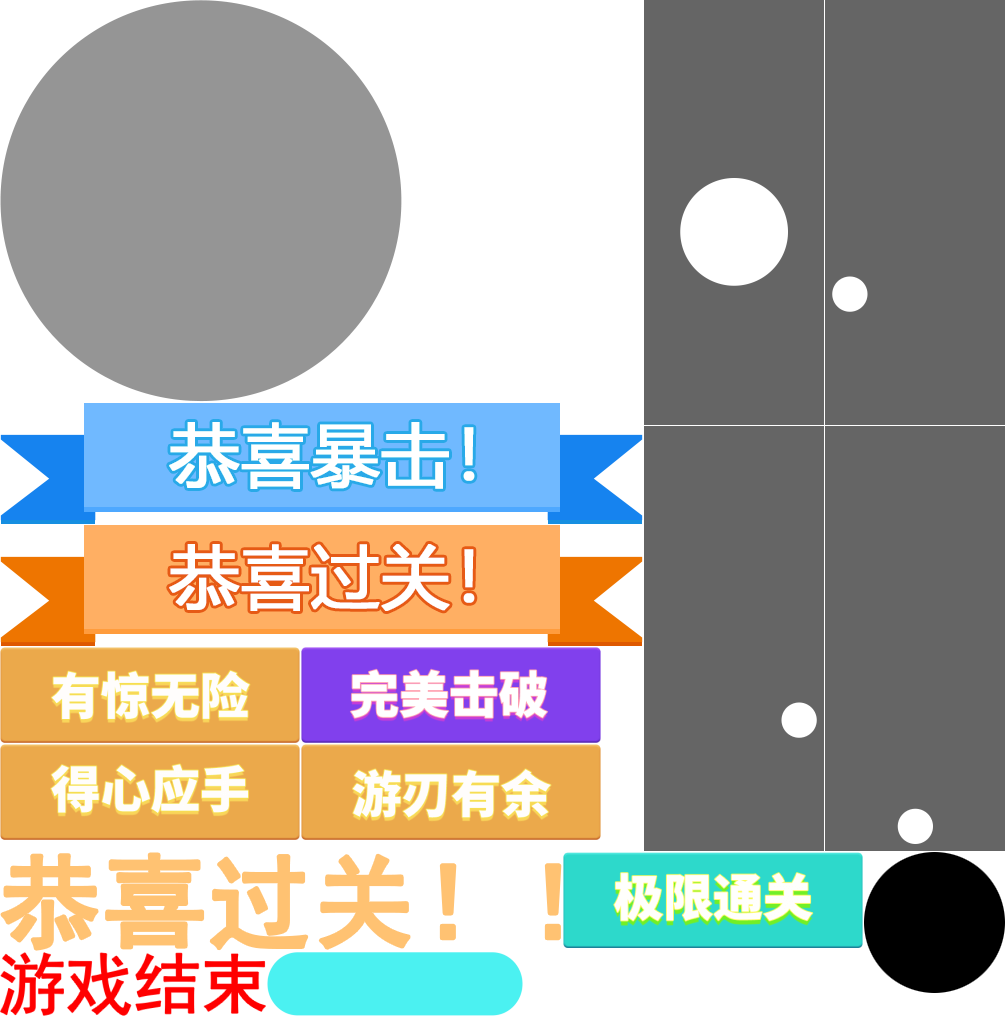 恭喜暴击！
恭喜过关！
有惊无险
完美击破
得心应手
游刃有余
恭喜过关！！
极限通关
游戏结束